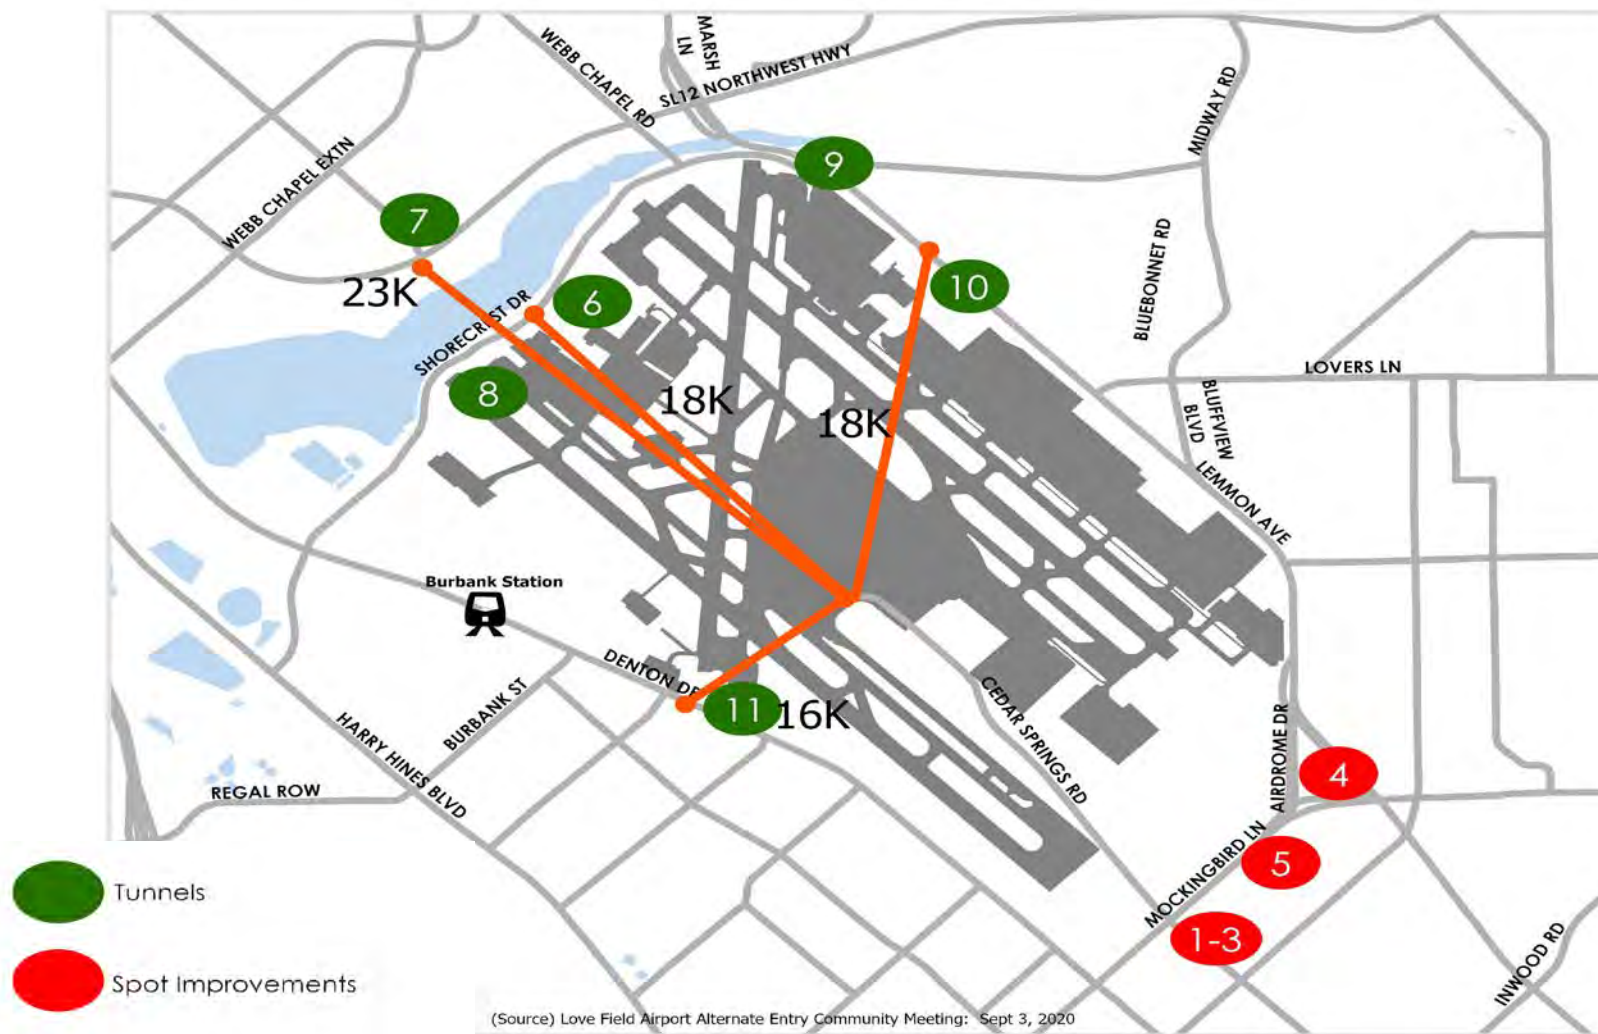 MARSH
LN
WEBB CHAPEL RD
SL12 NORTHWEST HWY
MIDWAY RD
9
WEBB CHAPEL EXTN
7
23K
6
10
BLUEBONNET RD
SHORECREST DR
8
18K
18K
LOVERS LN
BLUFFVIEW
BLVD
LEMMON AVE
Burbank Station
DENTON DR
11
16K
CEDAR SPRINGS RD
BURBANK ST
HARRY HINES BLVD
REGAL ROW
AIRDROME DR
4
MOCKINGBIRD LN
5
1-3
INWOOD RD
Tunnels
Spot Improvements
(Source) Love Field Airport Alternate Entry Community Meeting: Sept 3, 2020